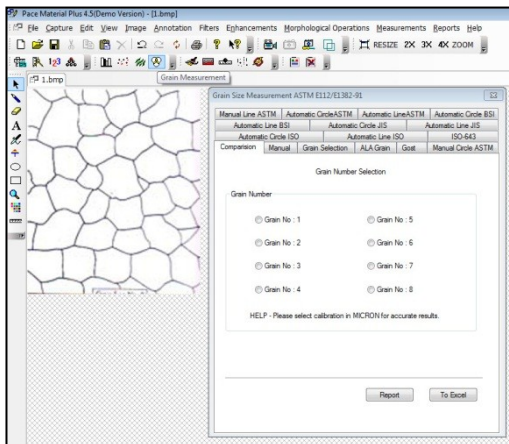 Pace Material Plus 4.5(Demo Version) - [1.bmp]
File Capture Edit View Image Annotation Filters Enhancements Morphological Operations Measurements Reports Help
RESIZE 2X 3X 4X ZOOM
1 2 3
Grain Measurement
1.bmp
Grain Size Measurement ASTM E112/E1382-91
Manual Line ASTM Automatic CircleASTM Automatic LineASTM Automatic Circle BSI
Automatic Line BSI Automatic Circle JIS Automatic Line JIS
Automatic Circle ISO Automatic Line ISO ISO-643
Comparision Manual Grain Selection ALA Grain Gost Manual Circle ASTM
Grain Number Selection
Grain Number
Grain No : 1 Grain No : 5
Grain No : 2 Grain No : 6
Grain No : 3 Grain No : 7
Grain No : 4 Grain No : 8
HELP - Please select calibration in MICRON for accurate results.
Report To Excel